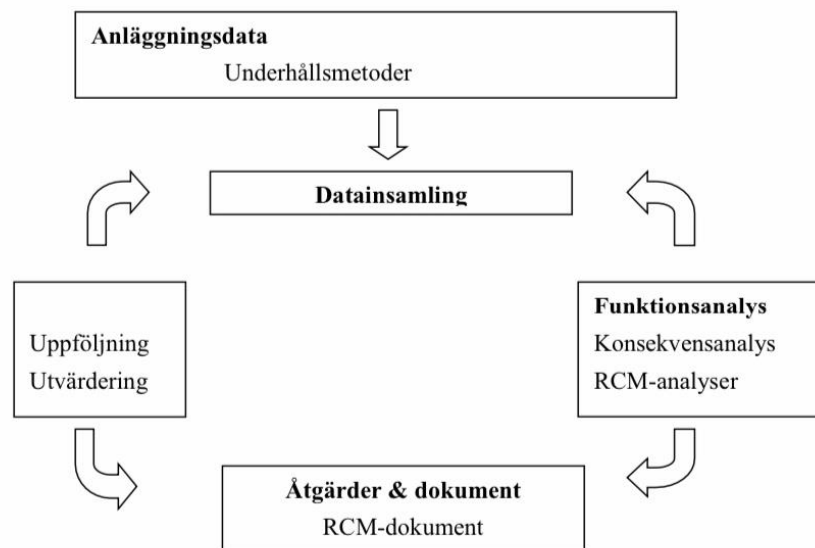 Anläggningsdata
Underhållsmetoder
Datainsamling
Uppföljning
Utvärdering
Funktionsanalys
Konsekvensanalys
RCM-analyser
Åtgärder & dokument
RCM-dokument